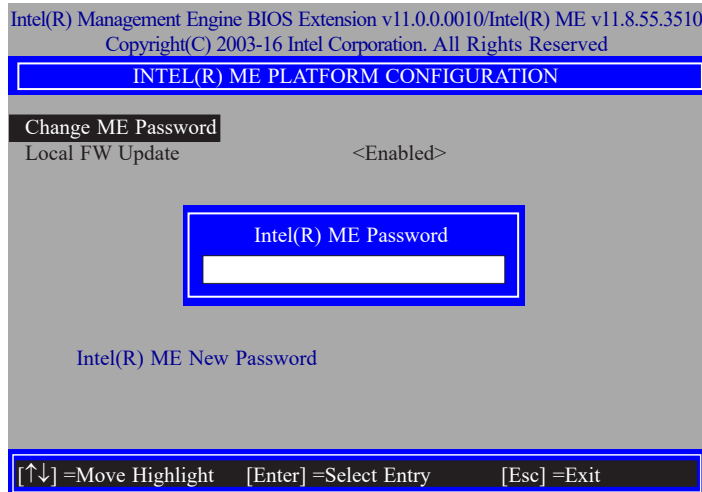 Intel(R) Management Engine BIOS Extension v11.0.0.0010/Intel(R) ME v11.8.55.3510
Copyright(C) 2003-16 Intel Corporation. All Rights Reserved
INTEL(R) ME PLATFORM CONFIGURATION
Change ME Password
Local FW Update <Enabled>
Intel(R) ME Password
Intel(R) ME New Password
[↑↓] =Move Highlight [Enter] =Select Entry [Esc] =Exit